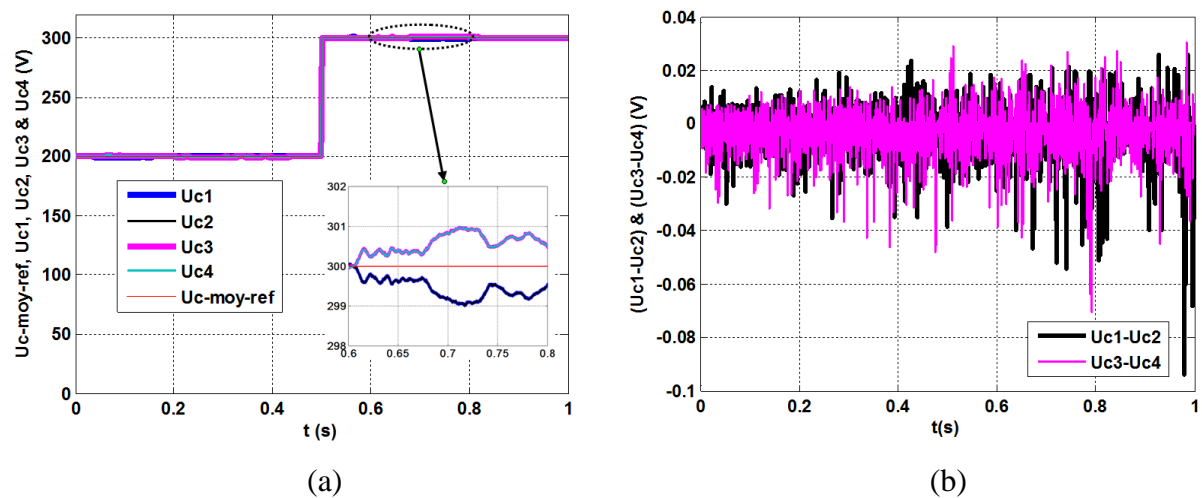 Uc-moy-ref, Uc1, Uc2, Uc3 & Uc4 (V)
300
250
200
150
100
50
0
Uc1
Uc2
Uc3
Uc4
Uc-moy-ref
302
301
300
299
298
0.6
0.65
0.7
0.75
0.8
0
0.2
0.4
0.6
0.8
1
t (s)
(a)
(Uc1-Uc2) & (Uc3-Uc4) (V)
0.04
0.02
0
-0.02
-0.04
-0.06
-0.08
-0.1
Uc1-Uc2
Uc3-Uc4
0
0.2
0.4
0.6
0.8
1
t(s)
(b)